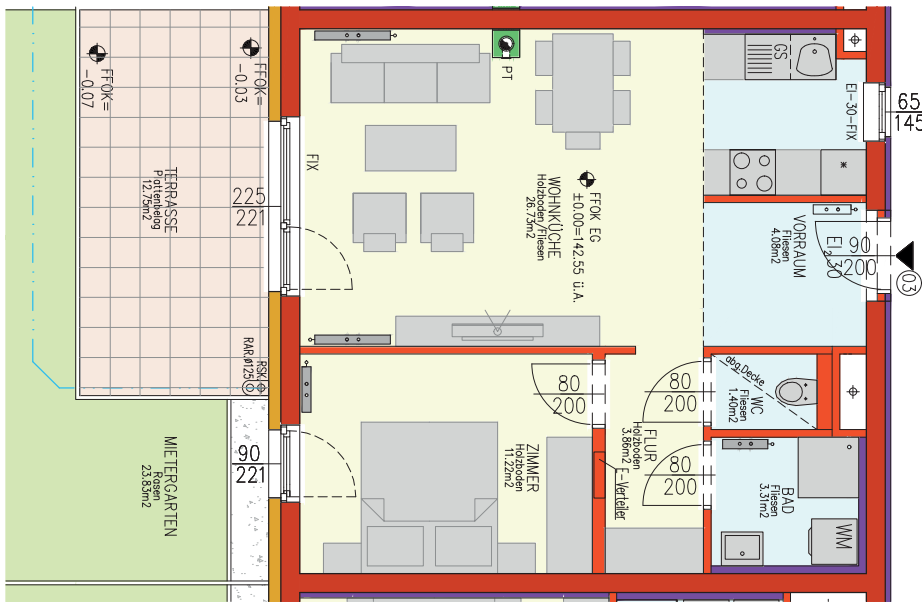 FFOK=
-0.07
FFOK=
-0.03
TERRASSE
Plattenbelag
12.75m2
225
221
FIX
PT
GS
EI-30-FIX
*
65
145
FFOK EG
±0.00=142.55 ü.A.
WOHNKÜCHE
Holzboden/Fliesen
26.73m2
VORRAUM
Fliesen
4.08m2
90
200
EI₂30
03
RSK
RAR,Ø125
80
200
80
200
80
200
abg.Decke
WC
Fliesen
1.40m2
FLUR
Holzboden
3.86m2
E-Verteiler
ZIMMER
Holzboden
11.22m2
BAD
Fliesen
3.31m2
WM
90
221
MIETERGARTEN
Rasen
23.83m2